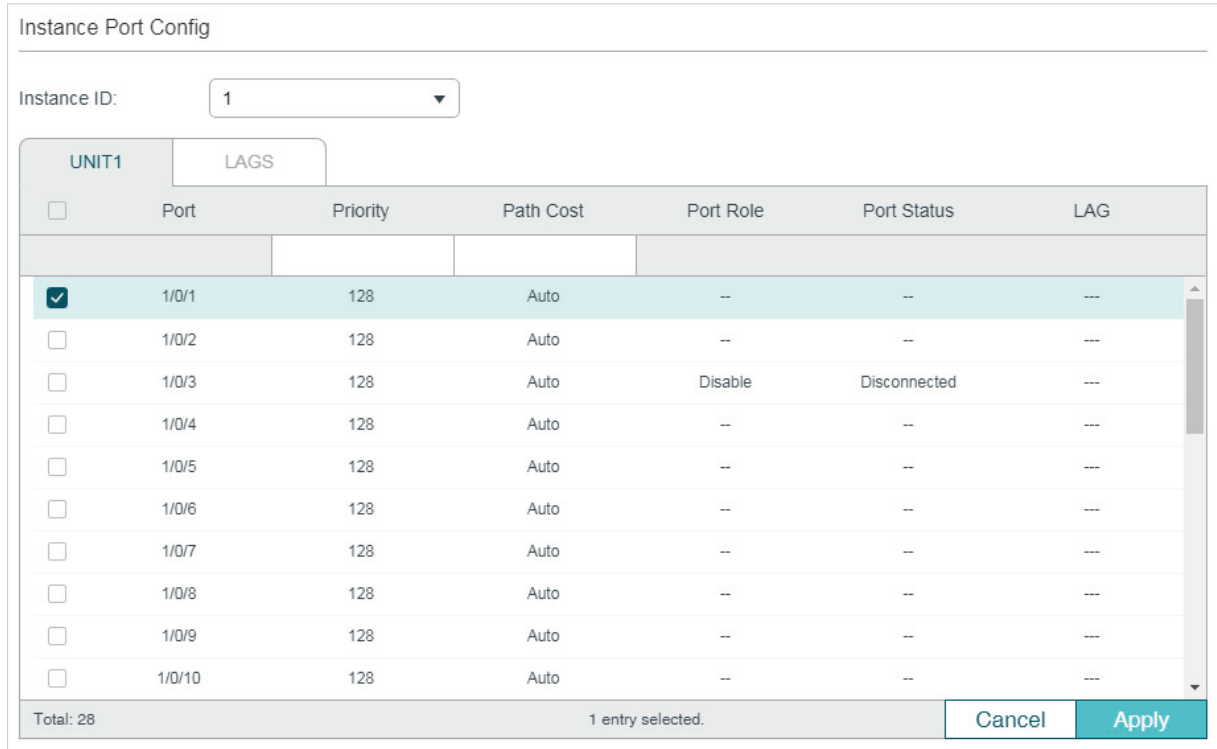 Instance Port Config
Instance ID: 1
UNIT1 LAGS
Port Priority Path Cost Port Role Port Status LAG
1/0/1 128 Auto -- -- ---
1/0/2 128 Auto -- -- ---
1/0/3 128 Auto Disable Disconnected ---
1/0/4 128 Auto -- -- ---
1/0/5 128 Auto -- -- ---
1/0/6 128 Auto -- -- ---
1/0/7 128 Auto -- -- ---
1/0/8 128 Auto -- -- ---
1/0/9 128 Auto -- -- ---
1/0/10 128 Auto -- -- ---
Total: 28 1 entry selected. Cancel Apply